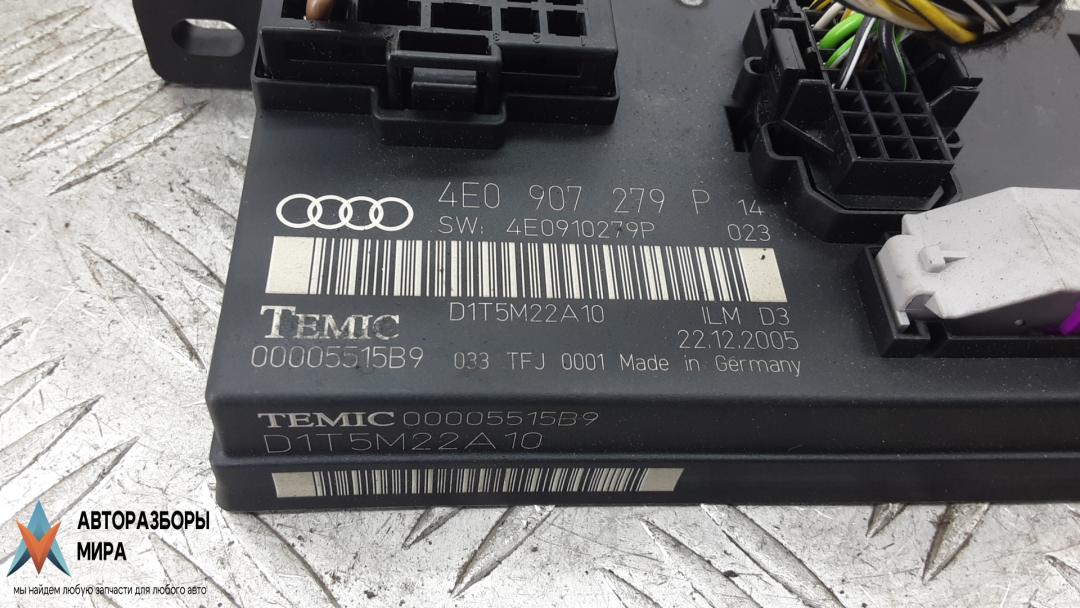 4E0 907 279 P 14
SW: 4E0910279P 023
D1T5M22A10 ILM D3
TEMIC 22.12.2005
00005515B9 033 TFJ 0001 Made in Germany
TEMIC 00005515B9
D1T5M22A10
АВТОРАЗБОРЫ
МИРА
мы найдем любую запчасти для любого авто